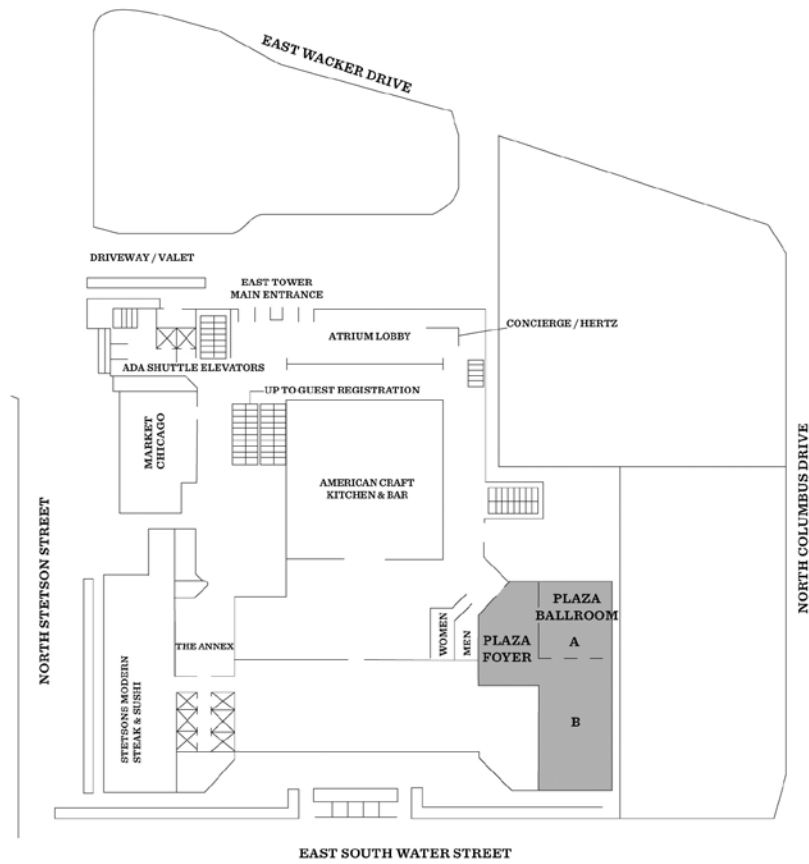 EAST WACKER DRIVE
DRIVEWAY / VALET
EAST TOWER
MAIN ENTRANCE
ATRIUM LOBBY
CONCIERGE / HERTZ
ADA SHUTTLE ELEVATORS
UP TO GUEST REGISTRATION
MARKET
CHICAGO
AMERICAN CRAFT
KITCHEN & BAR
NORTH STETSON STREET
NORTH COLUMBUS DRIVE
THE ANNEX
WOMEN
MEN
PLAZA
FOYER
PLAZA
BALLROOM
A
B
STETSONS MODERN
STEAK & SUSHI
EAST SOUTH WATER STREET